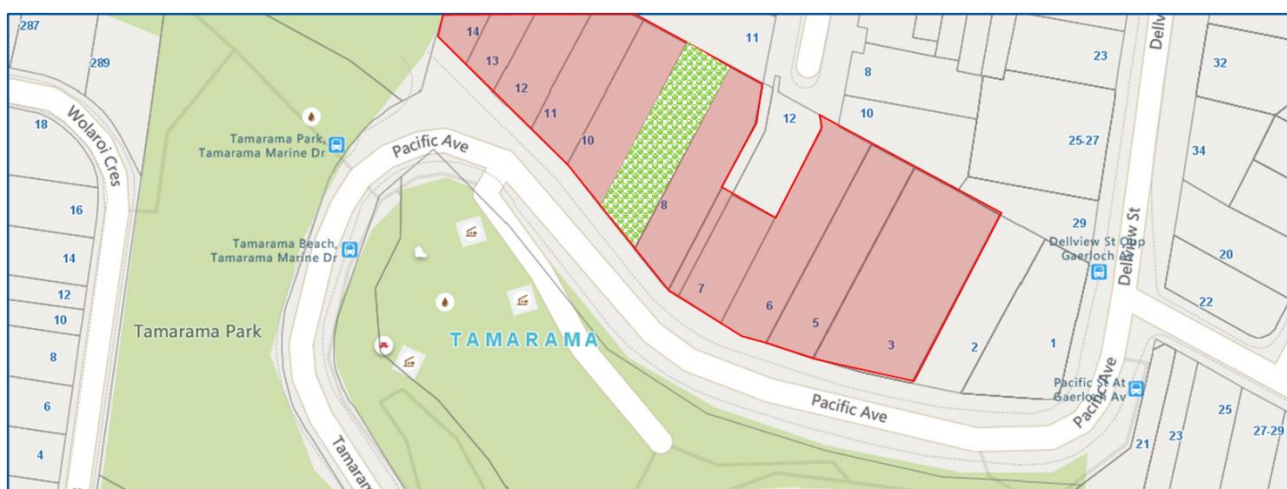 287
289
18
Wolaroi Cres
16
14
12
10
8
6
4
Tamarama Park,
Tamarama Marine Dr
Tamarama Beach,
Tamarama Marine Dr
Tamarama Park
TAMARAMA
Pacific Ave
14
13
12
11
10
8
7
6
5
3
2
1
11
12
8
10
23
25-27
29
Dellview St Opp
Gaerloch Av
Dellview St
32
34
20
22
Pacific Ave
Pacific Ave
Pacific St At
Gaerloch Av
21
23
25
27-29